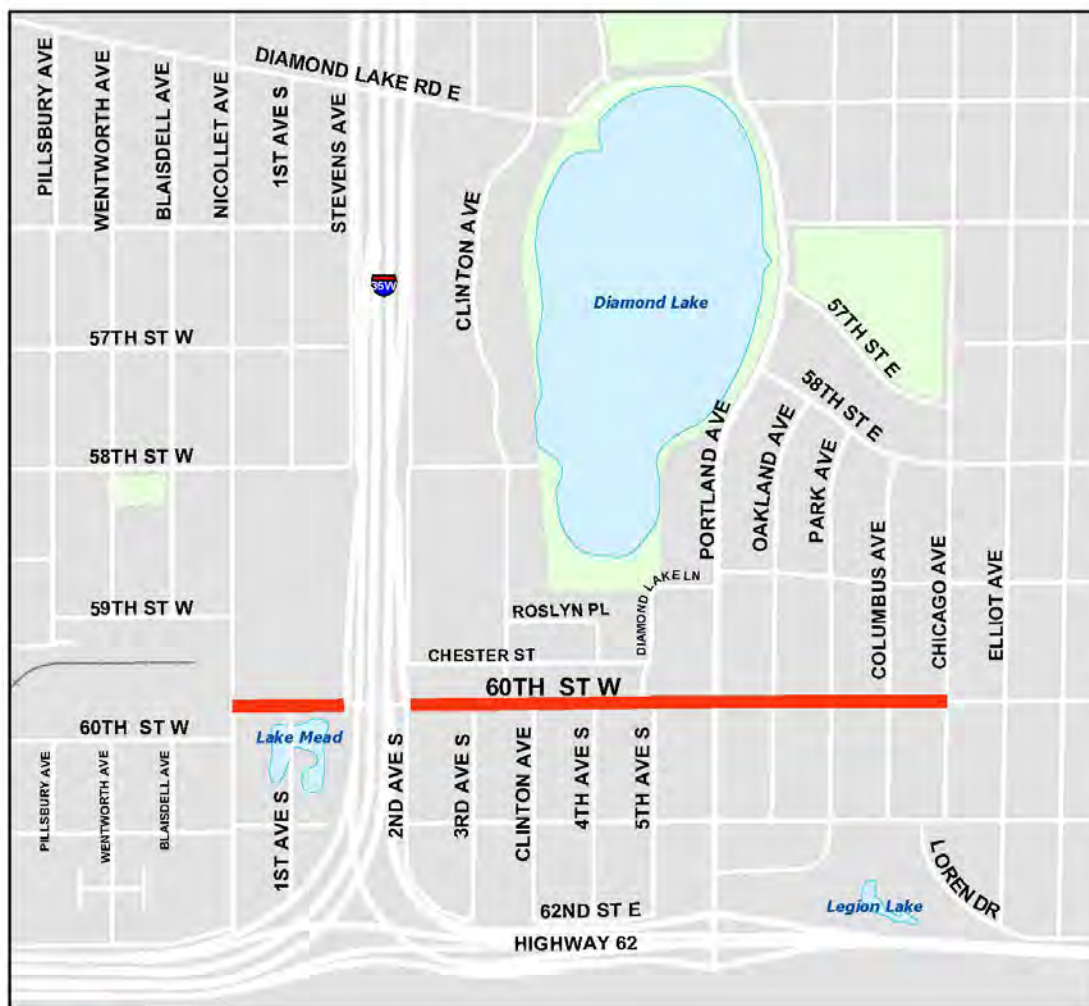 DIAMOND LAKE RD E
PILLSBURY AVE
WENTWORTH AVE
BLAISDELL AVE
NICOLLET AVE
1ST AVE S
STEVENS AVE
35W
CLINTON AVE
Diamond Lake
57TH ST W
57TH ST E
58TH ST E
58TH ST W
PORTLAND AVE
OAKLAND AVE
PARK AVE
COLUMBUS AVE
CHICAGO AVE
ELLIOT AVE
59TH ST W
ROSLYN PL
DIAMOND LAKE LN
CHESTER ST
60TH ST W
60TH ST W
Lake Mead
PILLSBURY AVE
WENTWORTH AVE
BLAISDELL AVE
1ST AVE S
2ND AVE S
3RD AVE S
CLINTON AVE
4TH AVE S
5TH AVE S
LOREN DR
Legion Lake
62ND ST E
HIGHWAY 62